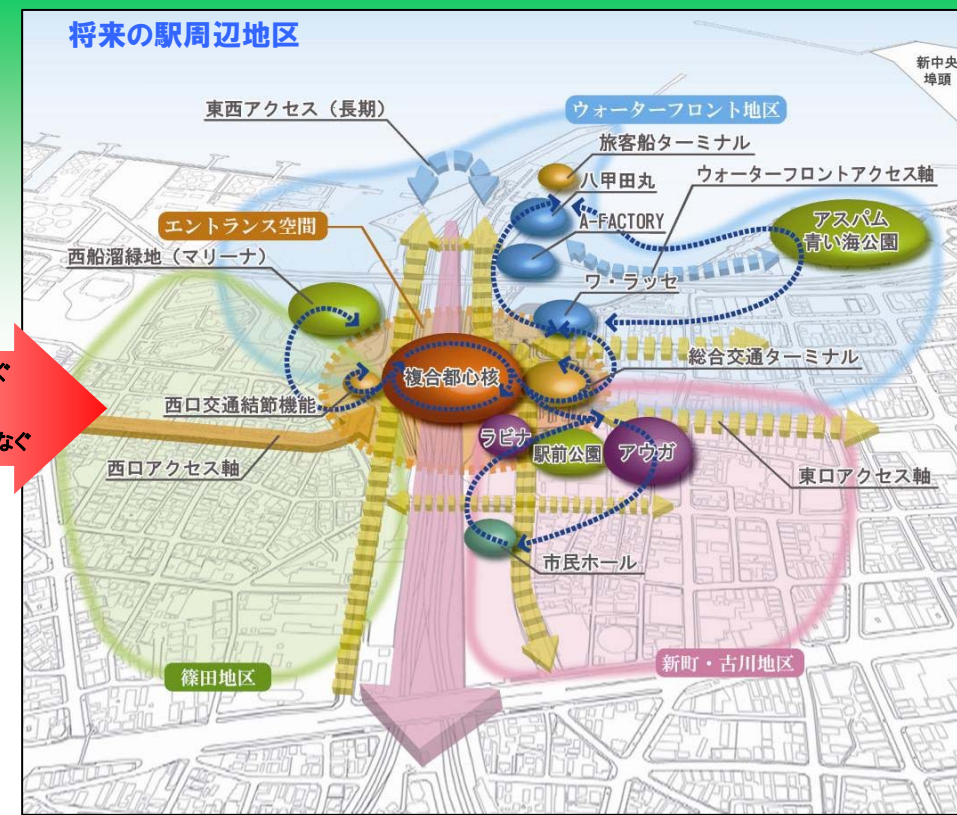 将来の駅周辺地区
新中央
埠頭
東西アクセス（長期）
ウォーターフロント地区
旅客船ターミナル
八甲田丸
ウォーターフロントアクセス軸
A-FACTORY
アスパム
青い海公園
エントランス空間
西船溜緑地（マリーナ）
ワ・ラッセ
総合交通ターミナル
複合都心核
ぐ
西口交通結節機能
なぐ
ラビナ
駅前公園
アウガ
西口アクセス軸
東口アクセス軸
市民ホール
新町・古川地区
篠田地区